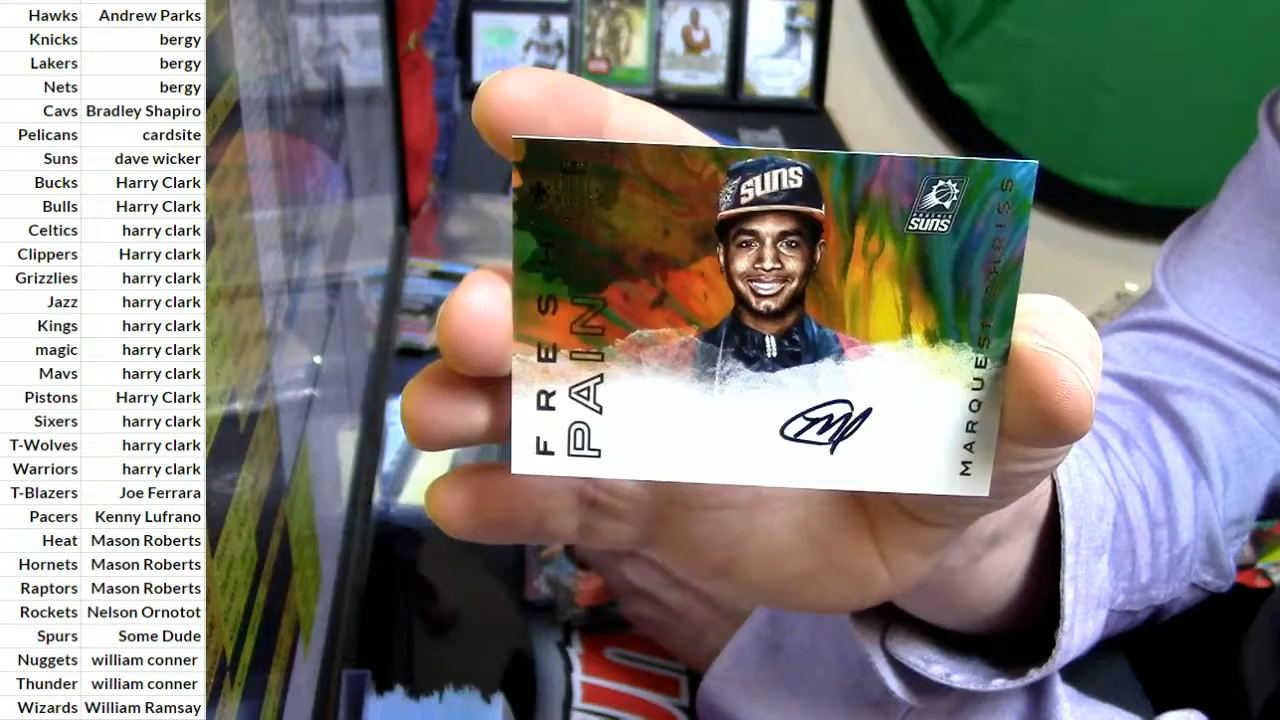 Hawks Andrew Parks
Knicks bergy
Lakers bergy
Nets bergy
Cavs Bradley Shapiro
Pelicans cardsite
Suns dave wicker
Bucks Harry Clark
Bulls Harry Clark
Celtics harry clark
Clippers Harry Clark
Grizzlies harry clark
Jazz harry clark
Kings harry clark
magic harry clark
Mavs harry clark
Pistons Harry Clark
Sixers harry clark
T-Wolves harry clark
Warriors harry clark
T-Blazers Joe Ferrara
Pacers Kenny Lufrano
Heat Mason Roberts
Hornets Mason Roberts
Raptors Mason Roberts
Rockets Nelson Ornotot
Spurs Some Dude
Nuggets william conner
Thunder william conner
Wizards William Ramsay
FRESH
PAINT
SUNS
PHOENIX
SUNS
MARQUESE CHRISS